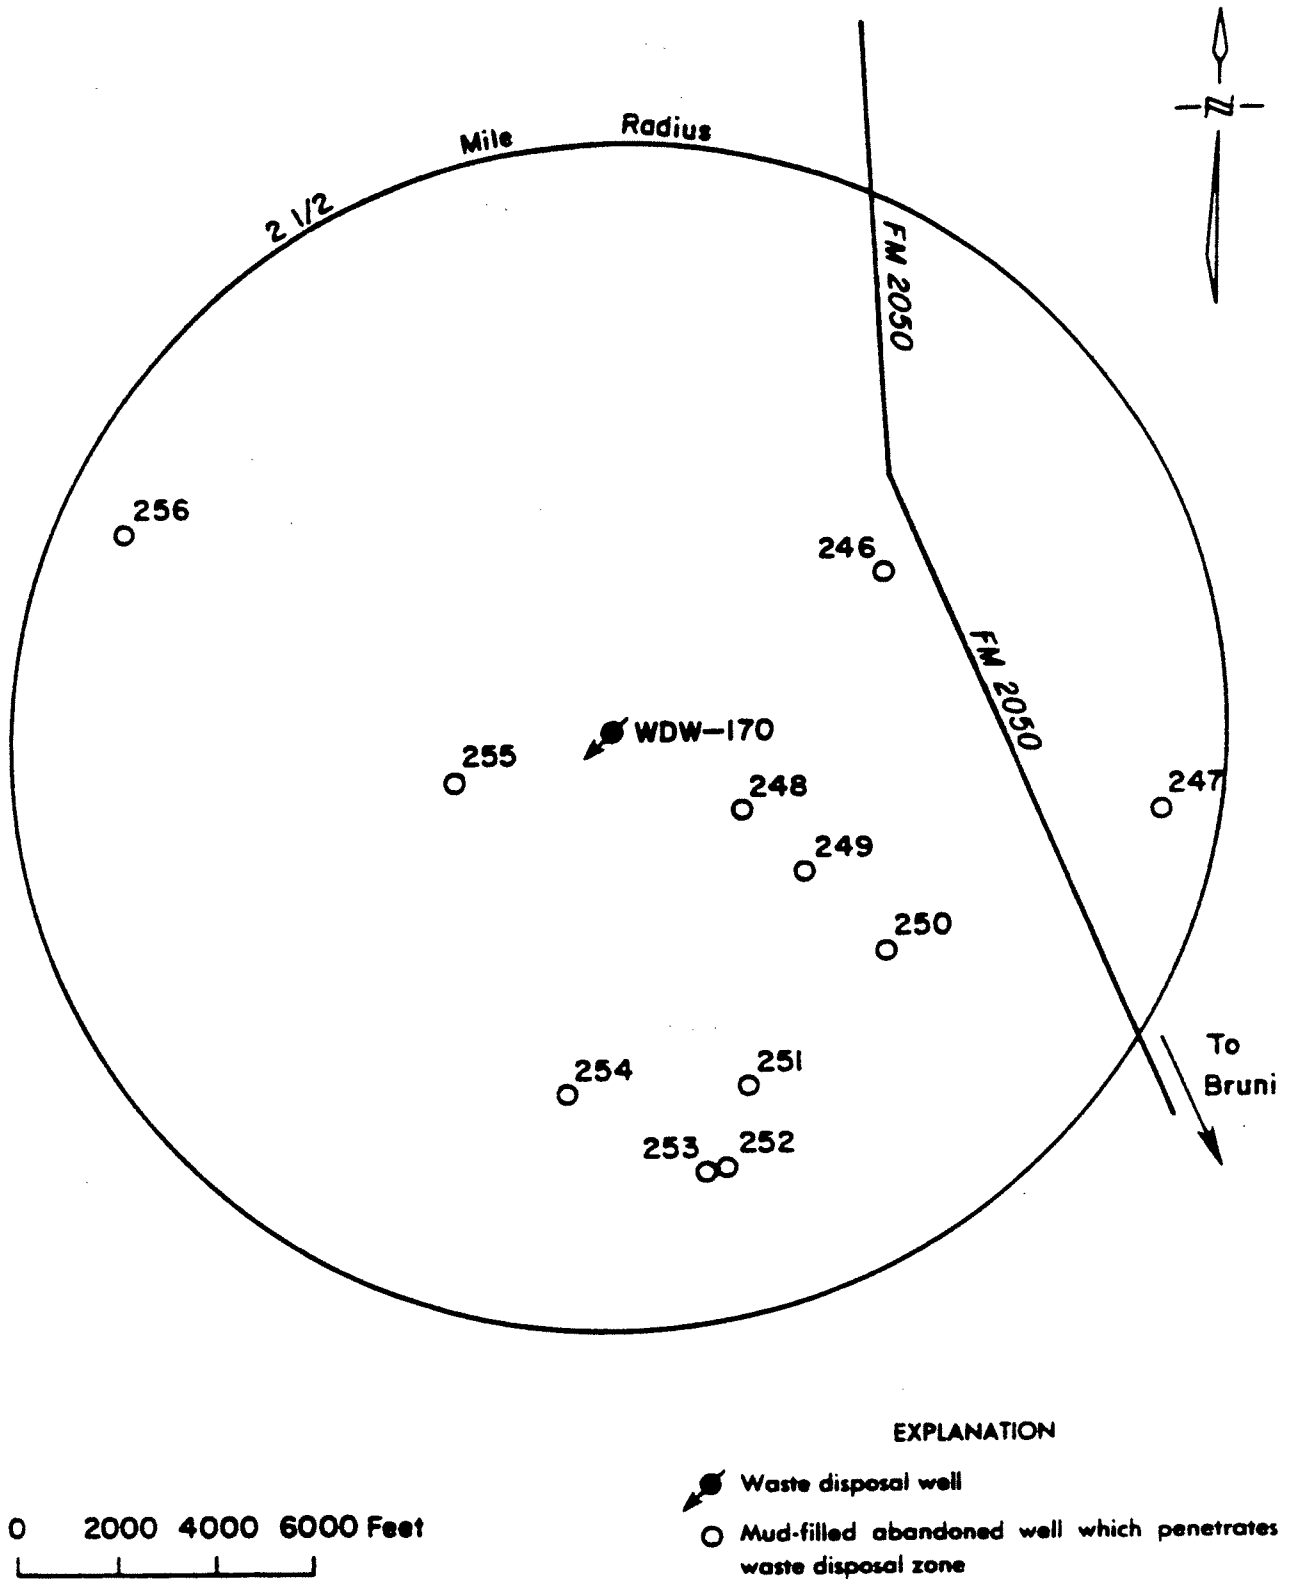 N
Mile Radius
2 1/2
FM 2050
256
246
FM 2050
WDW-170
255
248
247
249
250
To
Bruni
254
251
253
252
EXPLANATION
Waste disposal well
Mud-filled abandoned well which penetrates
waste disposal zone
0 2000 4000 6000 Feet